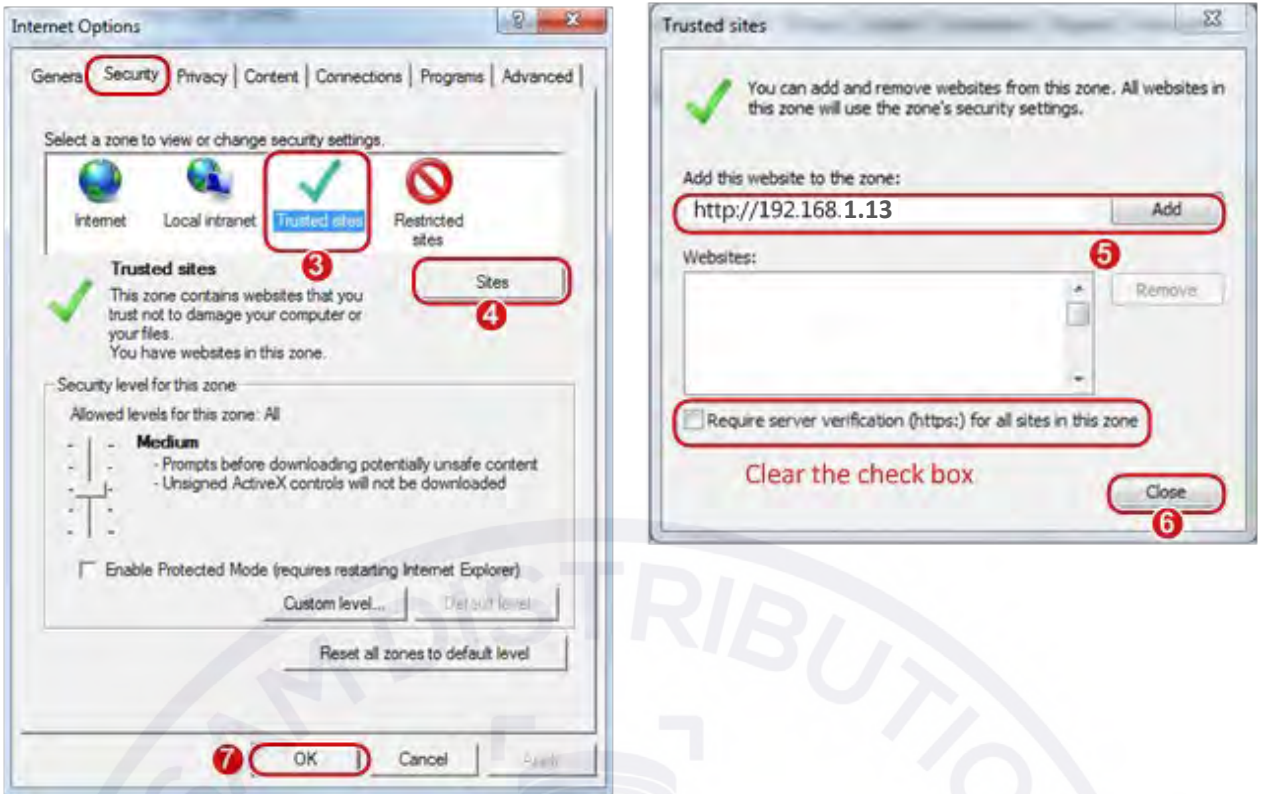 Internet Options
General Security Privacy Content Connections Programs Advanced
Select a zone to view or change security settings.
Internet
Local intranet
Trusted sites
Restricted
sites
3
Trusted sites
This zone contains websites that you
trust not to damage your computer or
your files.
You have websites in this zone.
Sites
4
Security level for this zone
Allowed levels for this zone: All
Medium
- Prompts before downloading potentially unsafe content
- Unsigned ActiveX controls will not be downloaded
Enable Protected Mode (requires restarting Internet Explorer)
Custom level... Default level
Reset all zones to default level
7 OK Cancel Apply
Trusted sites
You can add and remove websites from this zone. All websites in
this zone will use the zone's security settings.
Add this website to the zone:
http://192.168.1.13 Add
5
Websites:
Remove
Require server verification (https:) for all sites in this zone
Clear the check box
Close
6
DISTRIBUTIO